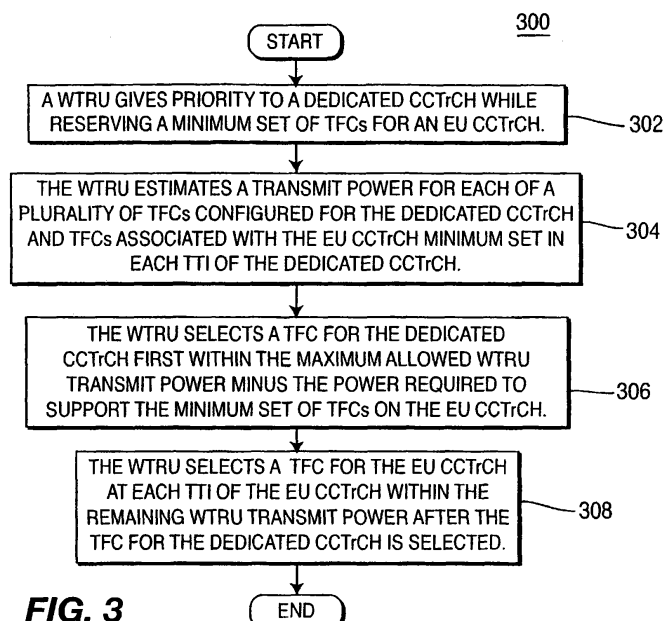 300
START
A WTRU GIVES PRIORITY TO A DEDICATED CCTrCH WHILE
RESERVING A MINIMUM SET OF TFCs FOR AN EU CCTrCH.
302
THE WTRU ESTIMATES A TRANSMIT POWER FOR EACH OF A
PLURALITY OF TFCs CONFIGURED FOR THE DEDICATED CCTrCH
AND TFCs ASSOCIATED WITH THE EU CCTrCH MINIMUM SET IN
EACH TTI OF THE DEDICATED CCTrCH.
304
THE WTRU SELECTS A TFC FOR THE DEDICATED
CCTrCH FIRST WITHIN THE MAXIMUM ALLOWED WTRU
TRANSMIT POWER MINUS THE POWER REQUIRED TO
SUPPORT THE MINIMUM SET OF TFCs ON THE EU CCTrCH.
306
THE WTRU SELECTS A TFC FOR THE EU CCTrCH
AT EACH TTI OF THE EU CCTrCH WITHIN THE
REMAINING WTRU TRANSMIT POWER AFTER THE
TFC FOR THE DEDICATED CCTrCH IS SELECTED.
308
END
FIG. 3